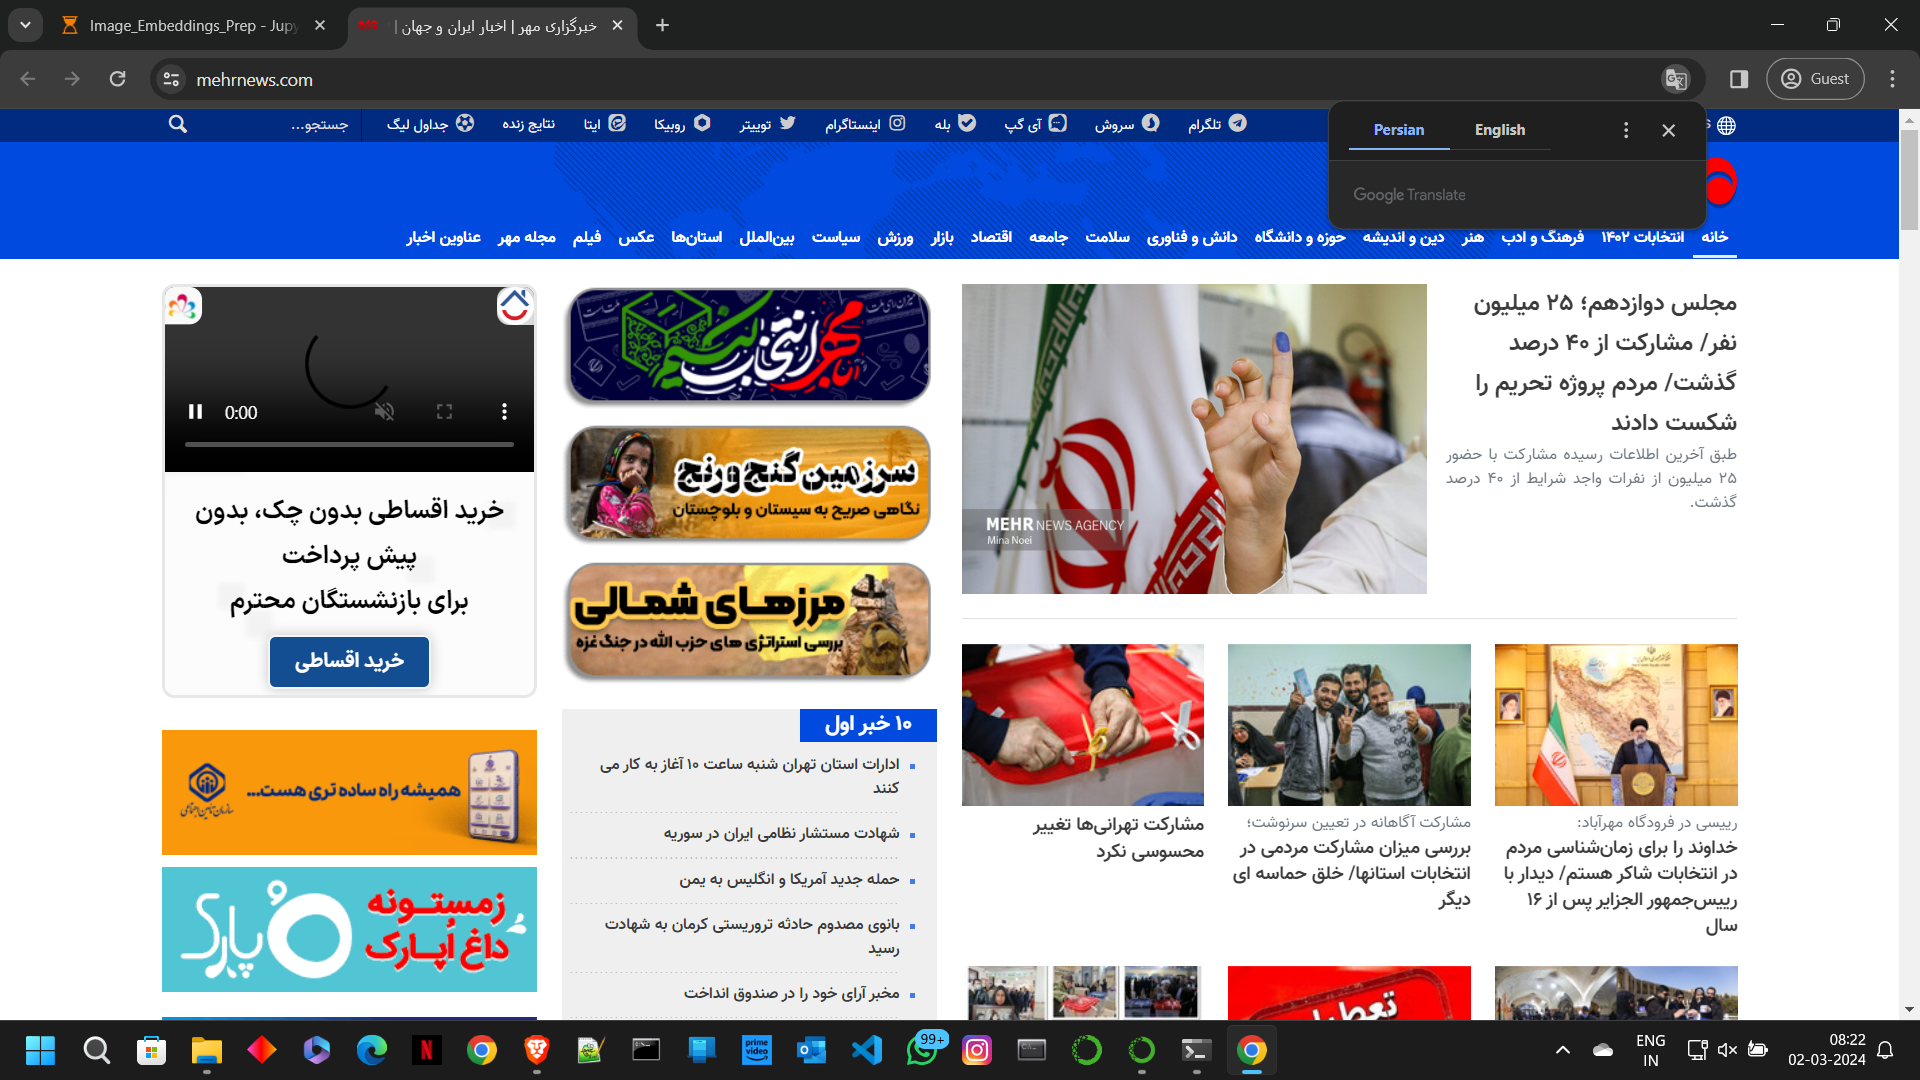 Image_Embeddings_Prep - Jup
خبرگزاری مهر | اخبار ایران و جهان |
mehrnews.com
Guest
Persian
English
Google Translate
تلگرام
سروش
آی گپ
بله
اینستاگرام
توییتر
روبیکا
ایتا
نتایج زنده
جداول لیگ
جستجو...
خانه
انتخابات ۱۴۰۲
فرهنگ و ادب
هنر
دین و اندیشه
حوزه و دانشگاه
دانش و فناوری
سلامت
جامعه
اقتصاد
بازار
ورزش
سیاست
بین‌الملل
استان‌ها
عکس
فیلم
مجله مهر
عناوین اخبار
مجلس دوازدهم؛ ۲۵ میلیون
نفر/ مشارکت از ۴۰ درصد
گذشت/ مردم پروژه تحریم را
شکست دادند
طبق آخرین اطلاعات رسیده مشارکت با حضور
۲۵ میلیون از نفرات واجد شرایط از ۴۰ درصد
گذشت.
MEHR NEWS AGENCY
Mina Noei
رییسی در فرودگاه مهرآباد:
خداوند را برای زمان‌شناسی مردم
در انتخابات شاکر هستم/ دیدار با
رییس‌جمهور الجزایر پس از ۱۶
سال
مشارکت آگاهانه در تعیین سرنوشت؛
بررسی میزان مشارکت مردمی در
انتخابات استانها/ خلق حماسه ای
دیگر
مشارکت تهرانی‌ها تغییر
محسوسی نکرد
تعطیل
با مهر انتخاب کنیم
سرزمین گنج و رنج
نگاهی صریح به سیستان و بلوچستان
مرزهای شمالی
بررسی استراتژی های حزب الله در جنگ غزه
۱۰ خبر اول
ادارات استان تهران شنبه ساعت ۱۰ آغاز به کار می
کنند
شهادت مستشار نظامی ایران در سوریه
حمله جدید آمریکا و انگلیس به یمن
بانوی مصدوم حادثه تروریستی کرمان به شهادت
رسید
مخبر آرای خود را در صندوق انداخت
0:00
خرید اقساطی بدون چک، بدون
پیش پرداخت
برای بازنشستگان محترم
خرید اقساطی
همیشه راه ساده تری هست...
سازمان تأمین اجتماعی
زمستونه
داغ اُپارک
اُپارک
99+
prime video
ENG
IN
08:22
02-03-2024